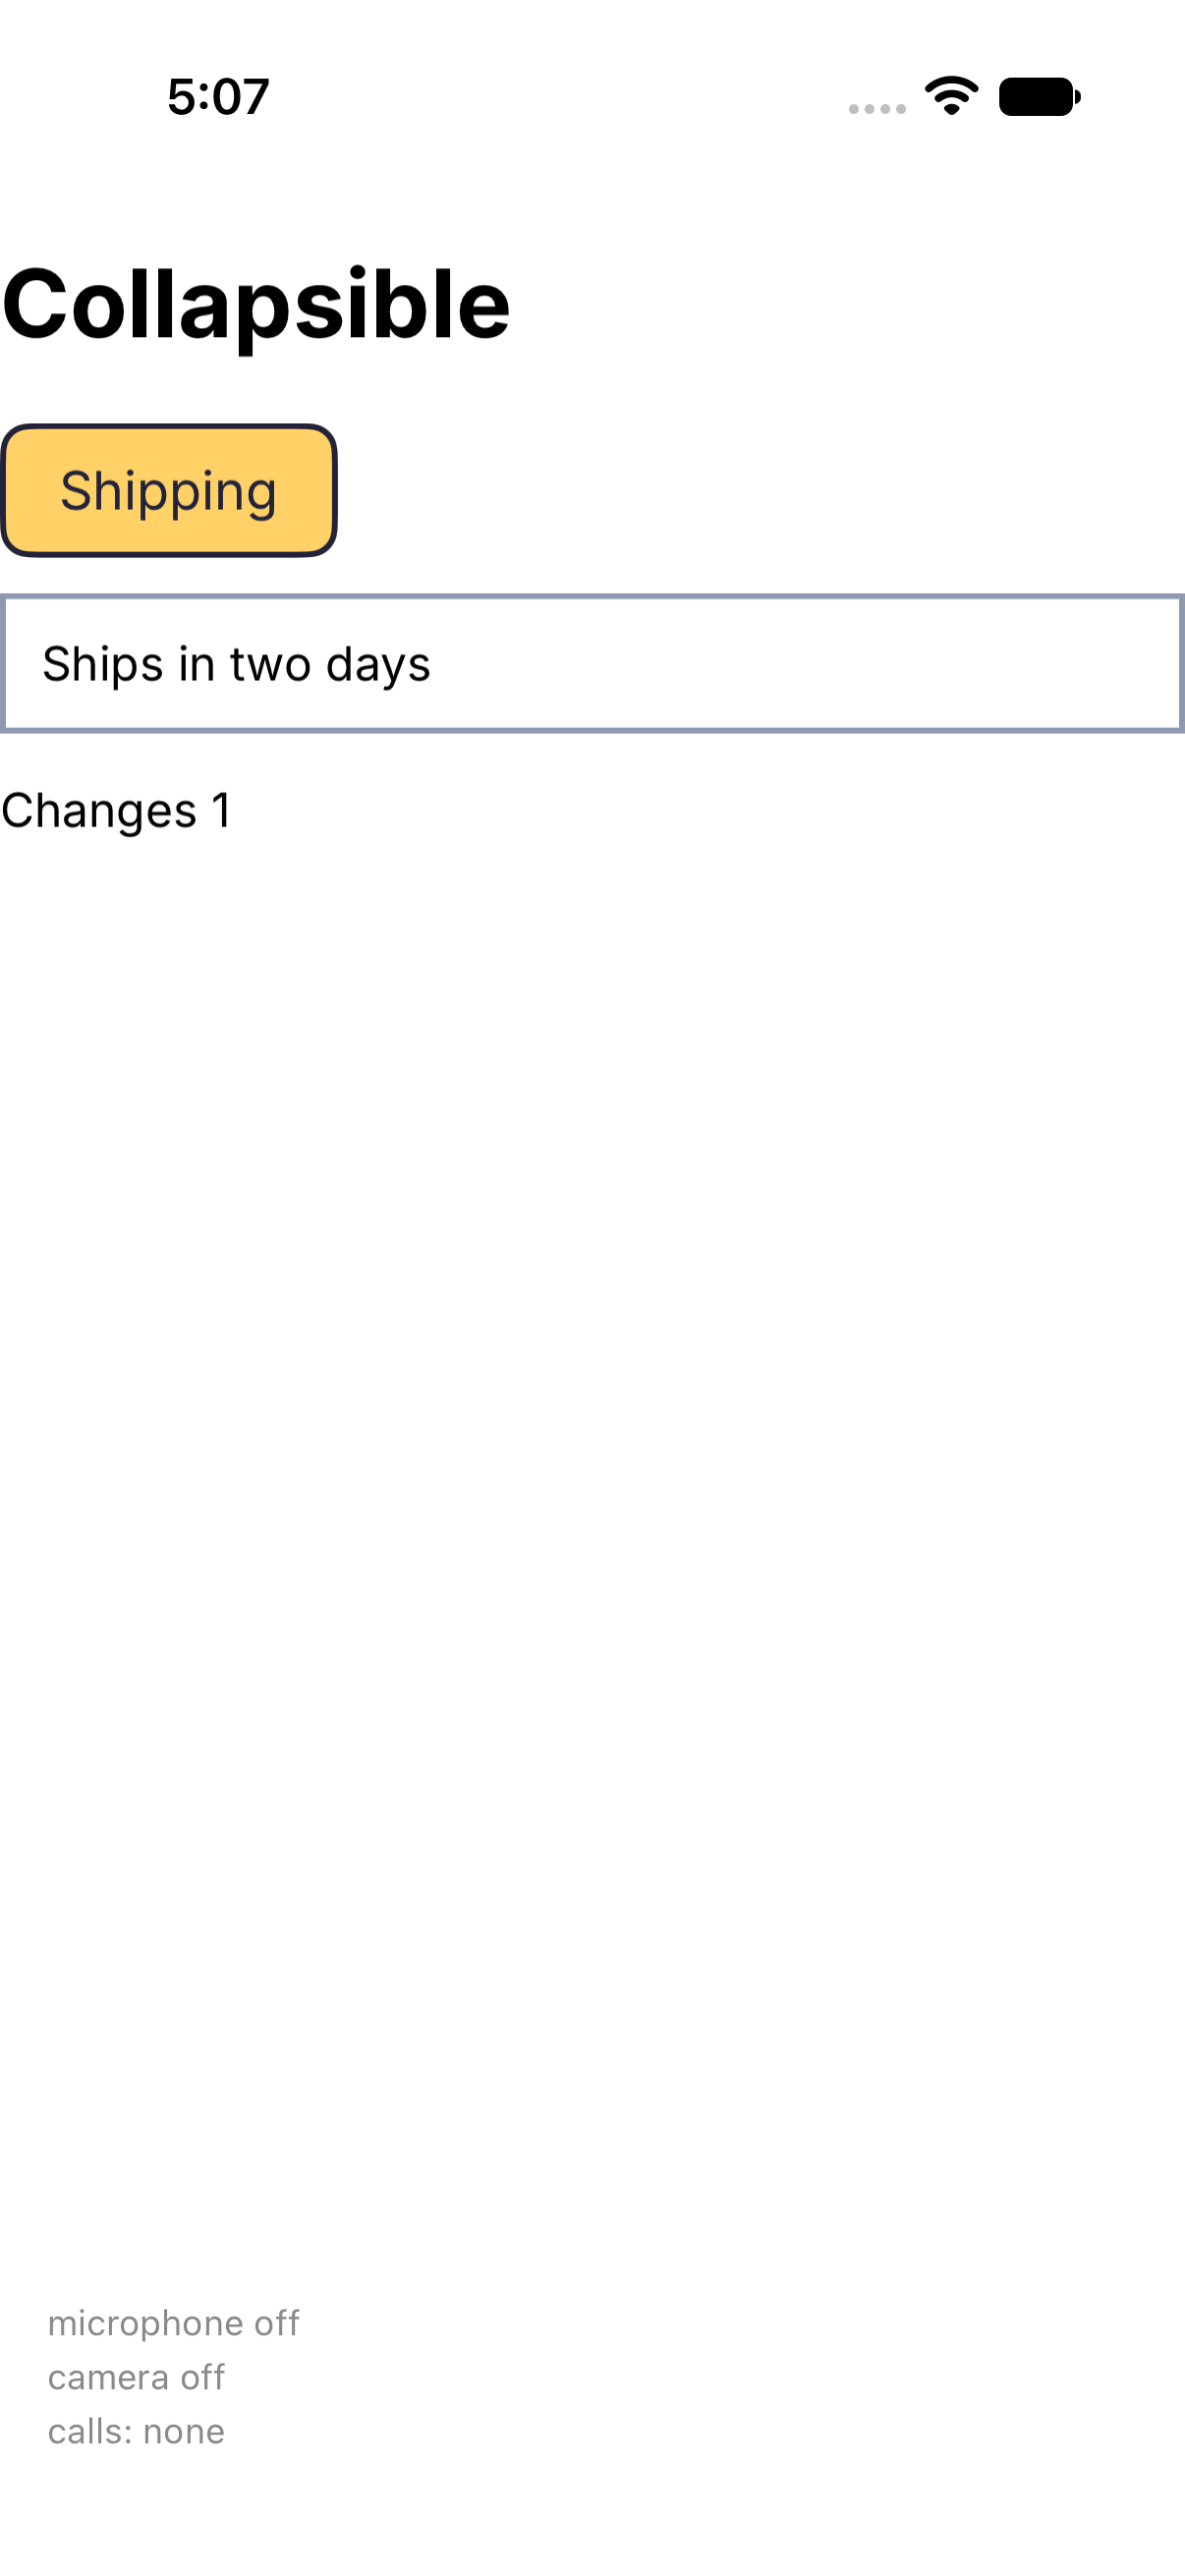 5:07
Collapsible
Shipping
Ships in two days
Changes 1
microphone off
camera off
calls: none